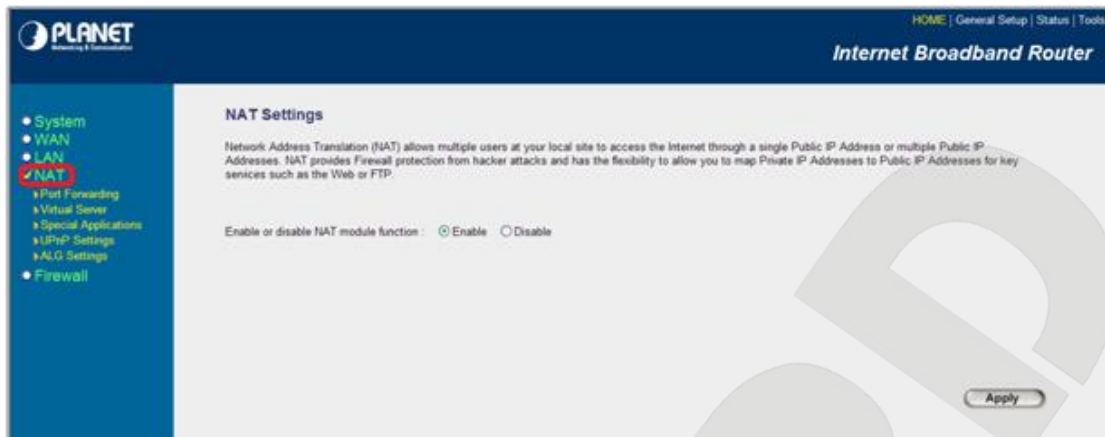 PLANET
Networking & Communication
HOME | General Setup | Status | Tools
Internet Broadband Router
System
WAN
LAN
NAT
Port Forwarding
Virtual Server
Special Applications
UPnP Settings
ALG Settings
Firewall
NAT Settings
Network Address Translation (NAT) allows multiple users at your local site to access the Internet through a single Public IP Address or multiple Public IP
Addresses. NAT provides Firewall protection from hacker attacks and has the flexibility to allow you to map Private IP Addresses to Public IP Addresses for key
services such as the Web or FTP.
Enable or disable NAT module function : Enable Disable
Apply